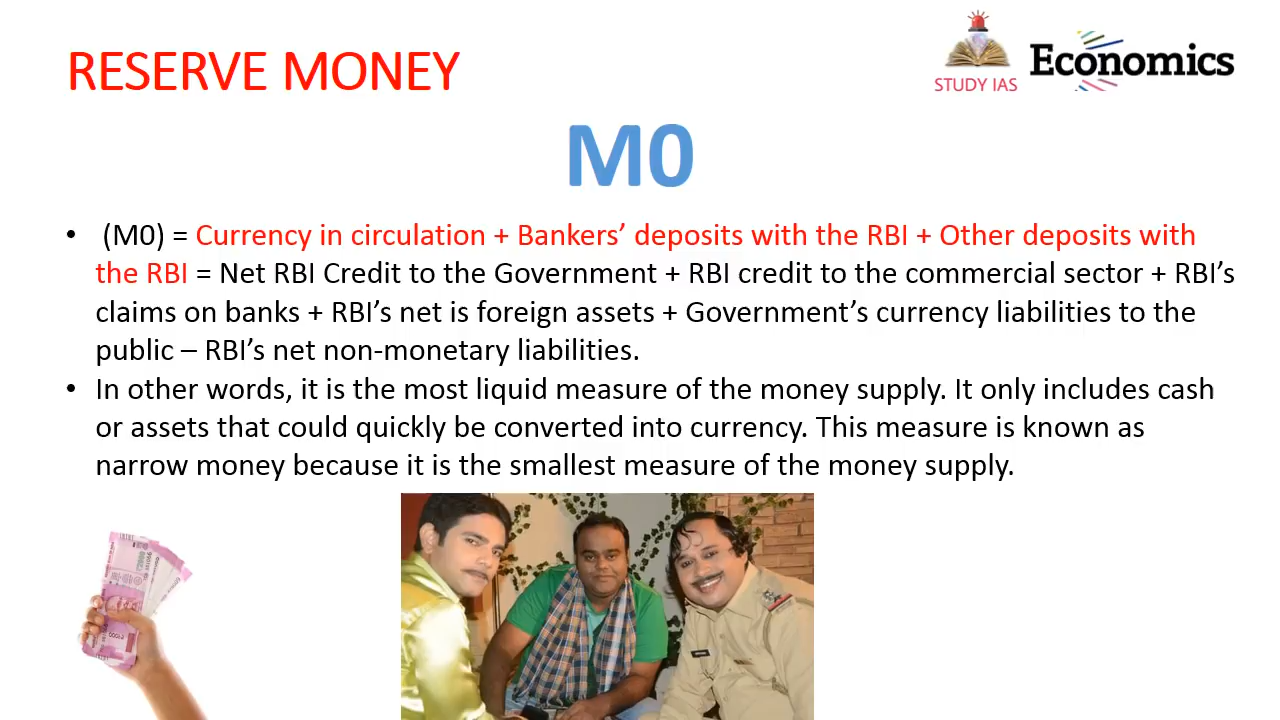 RESERVE MONEY
STUDY IAS
Economics
M0
• (M0) = Currency in circulation + Bankers’ deposits with the RBI + Other deposits with
the RBI = Net RBI Credit to the Government + RBI credit to the commercial sector + RBI’s
claims on banks + RBI’s net is foreign assets + Government’s currency liabilities to the
public – RBI’s net non-monetary liabilities.
• In other words, it is the most liquid measure of the money supply. It only includes cash
or assets that could quickly be converted into currency. This measure is known as
narrow money because it is the smallest measure of the money supply.